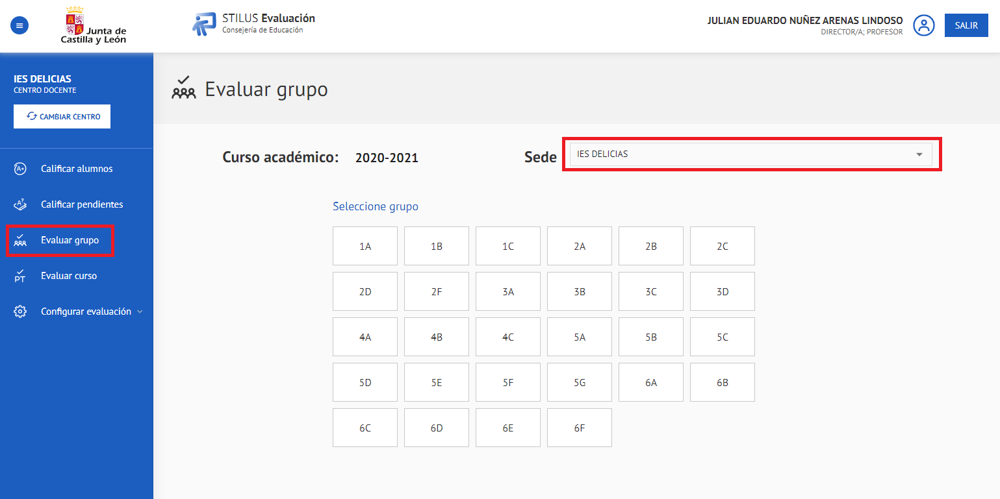 Junta de
Castilla y León
STILUS Evaluación
Consejería de Educación
JULIAN EDUARDO NUÑEZ ARENAS LINDOSO
DIRECTOR/A; PROFESOR
SALIR
IES DELICIAS
CENTRO DOCENTE
CAMBIAR CENTRO
A+ Calificar alumnos
A? Calificar pendientes
Evaluar grupo
PT Evaluar curso
Configurar evaluación
Evaluar grupo
Curso académico: 2020-2021 Sede IES DELICIAS
Seleccione grupo
1A 1B 1C 2A 2B 2C
2D 2F 3A 3B 3C 3D
4A 4B 4C 5A 5B 5C
5D 5E 5F 5G 6A 6B
6C 6D 6E 6F